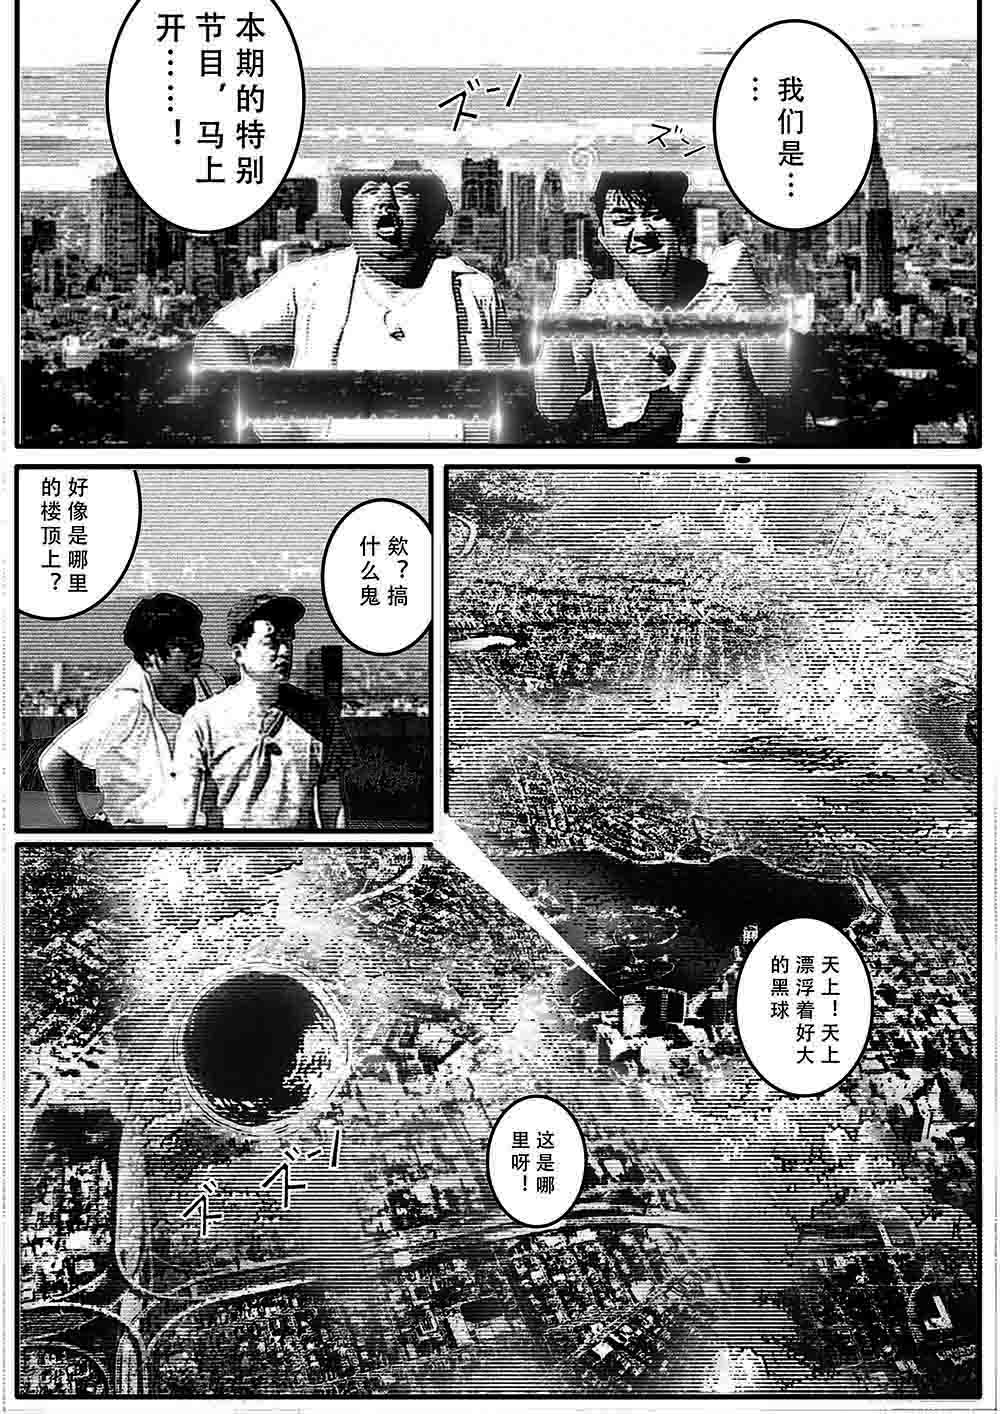 我们是…
…
ズン
ズン
本期的特别
节目，马上
开……！
欸？搞
什么鬼
好像是哪里
的楼顶上？
天上！天上
漂浮着好大
的黑球
这是哪
里呀！
ズズン